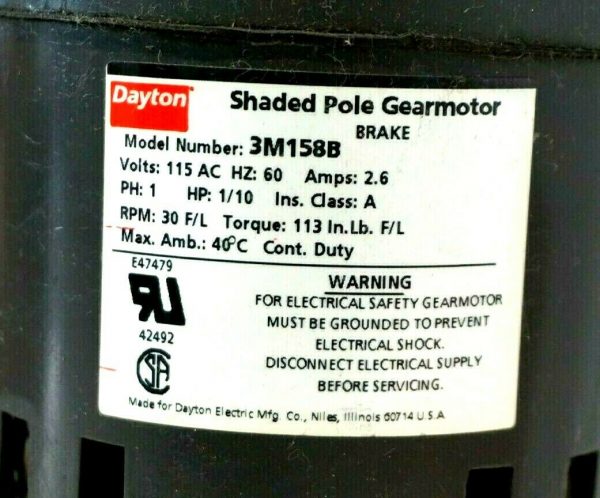 Dayton
Shaded Pole Gearmotor
BRAKE
Model Number: 3M158B
Volts: 115 AC HZ: 60 Amps: 2.6
PH: 1 HP: 1/10 Ins. Class: A
RPM: 30 F/L Torque: 113 In.Lb. F/L
Max. Amb.: 40°C Cont. Duty
E47479
RU
42492
SA
WARNING
FOR ELECTRICAL SAFETY GEARMOTOR
MUST BE GROUNDED TO PREVENT
ELECTRICAL SHOCK.
DISCONNECT ELECTRICAL SUPPLY
BEFORE SERVICING.
Made for Dayton Electric Mfg. Co., Niles, Illinois 60714 U.S.A